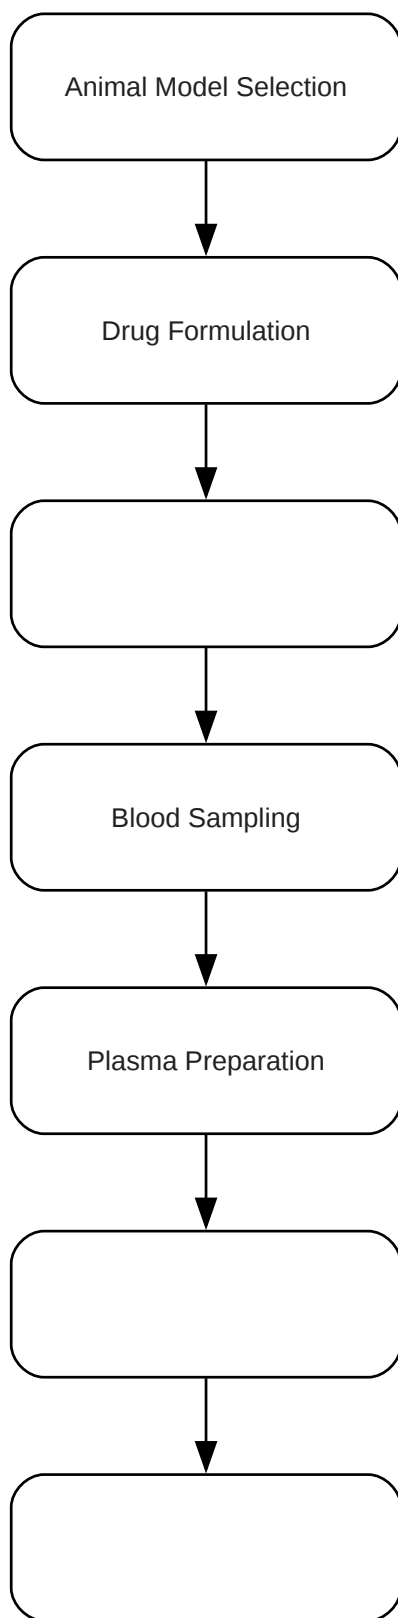 Animal Model Selection
Drug Formulation
Blood Sampling
Plasma Preparation